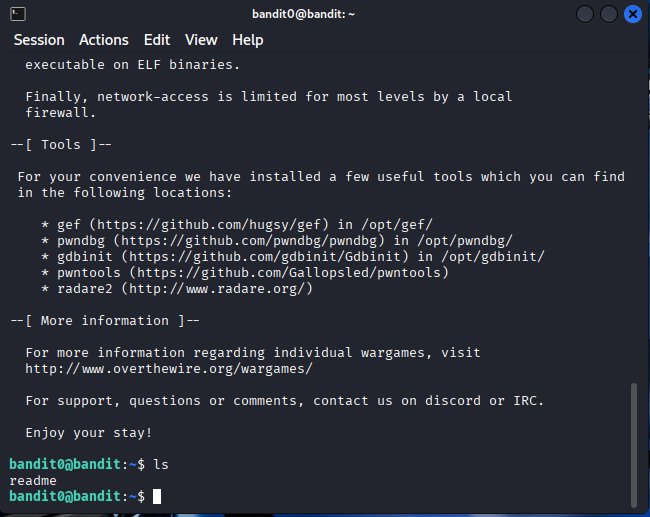 bandit0@bandit: ~
Session Actions Edit View Help
executable on ELF binaries.
Finally, network-access is limited for most levels by a local
firewall.
--[ Tools ]--
For your convenience we have installed a few useful tools which you can find
in the following locations:
* gef (https://github.com/hugsy/gef) in /opt/gef/
* pwndbg (https://github.com/pwndbg/pwndbg) in /opt/pwndbg/
* gdbinit (https://github.com/gdbinit/Gdbinit) in /opt/gdbinit/
* pwntools (https://github.com/Gallopsled/pwntools)
* radare2 (http://www.radare.org/)
--[ More information ]--
For more information regarding individual wargames, visit
http://www.overthewire.org/wargames/
For support, questions or comments, contact us on discord or IRC.
Enjoy your stay!
bandit0@bandit:~$ ls
readme
bandit0@bandit:~$